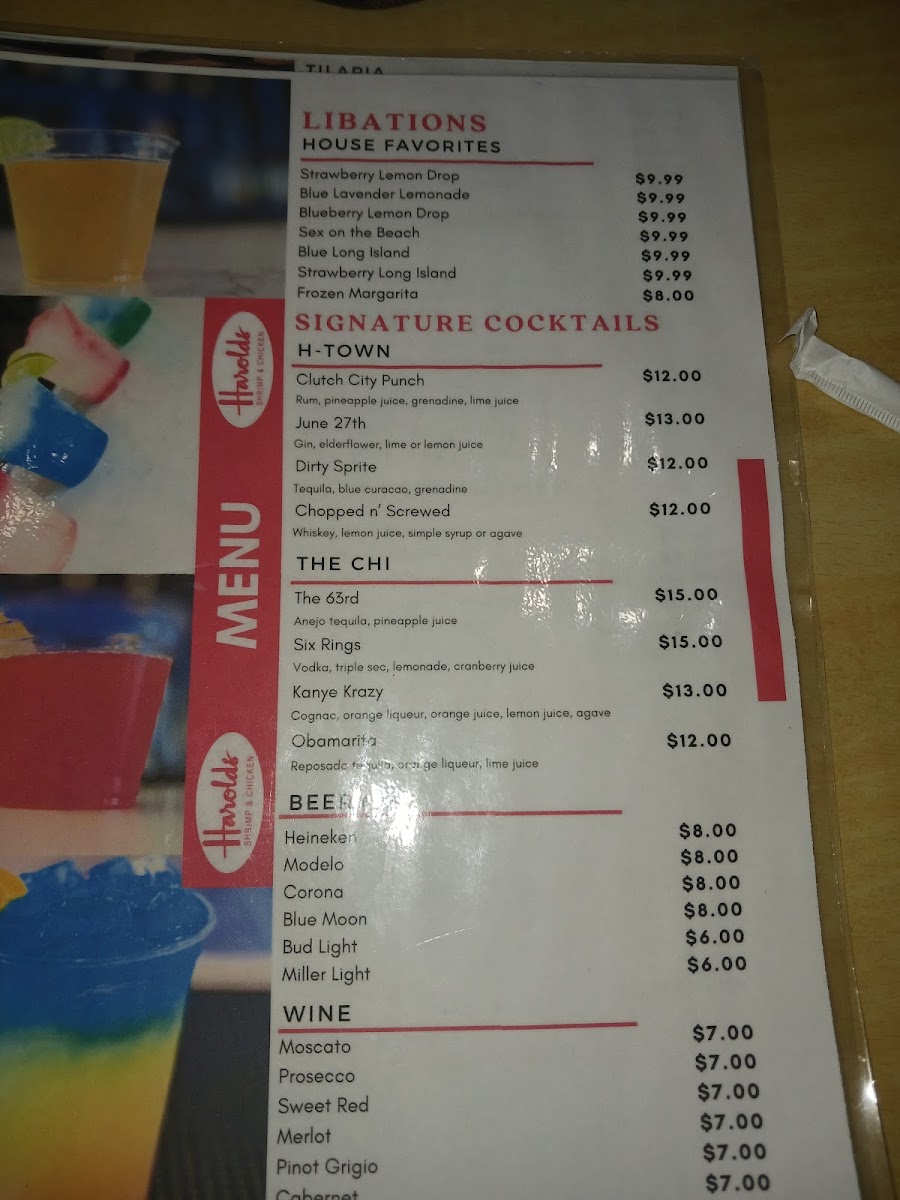 TILAPIA
LIBATIONS
HOUSE FAVORITES
Strawberry Lemon Drop $9.99
Blue Lavender Lemonade $9.99
Blueberry Lemon Drop $9.99
Sex on the Beach $9.99
Blue Long Island $9.99
Strawberry Long Island $9.99
Frozen Margarita $8.00
SIGNATURE COCKTAILS
H-TOWN
Clutch City Punch $12.00
Rum, pineapple juice, grenadine, lime juice
June 27th $13.00
Gin, elderflower, lime or lemon juice
Dirty Sprite $12.00
Tequila, blue curacao, grenadine
Chopped n' Screwed $12.00
Whiskey, lemon juice, simple syrup or agave
THE CHI
The 63rd $15.00
Anejo tequila, pineapple juice
Six Rings $15.00
Vodka, triple sec, lemonade, cranberry juice
Kanye Krazy $13.00
Cognac, orange liqueur, orange juice, lemon juice, agave
Obamarita $12.00
Reposado tequila, orange liqueur, lime juice
BEER
Heineken $8.00
Modelo $8.00
Corona $8.00
Blue Moon $8.00
Bud Light $6.00
Miller Light $6.00
WINE
Moscato $7.00
Prosecco $7.00
Sweet Red $7.00
Merlot $7.00
Pinot Grigio $7.00
Cabernet $7.00
Harolds
SHRIMP & CHICKEN
MENU
Harolds
SHRIMP & CHICKEN